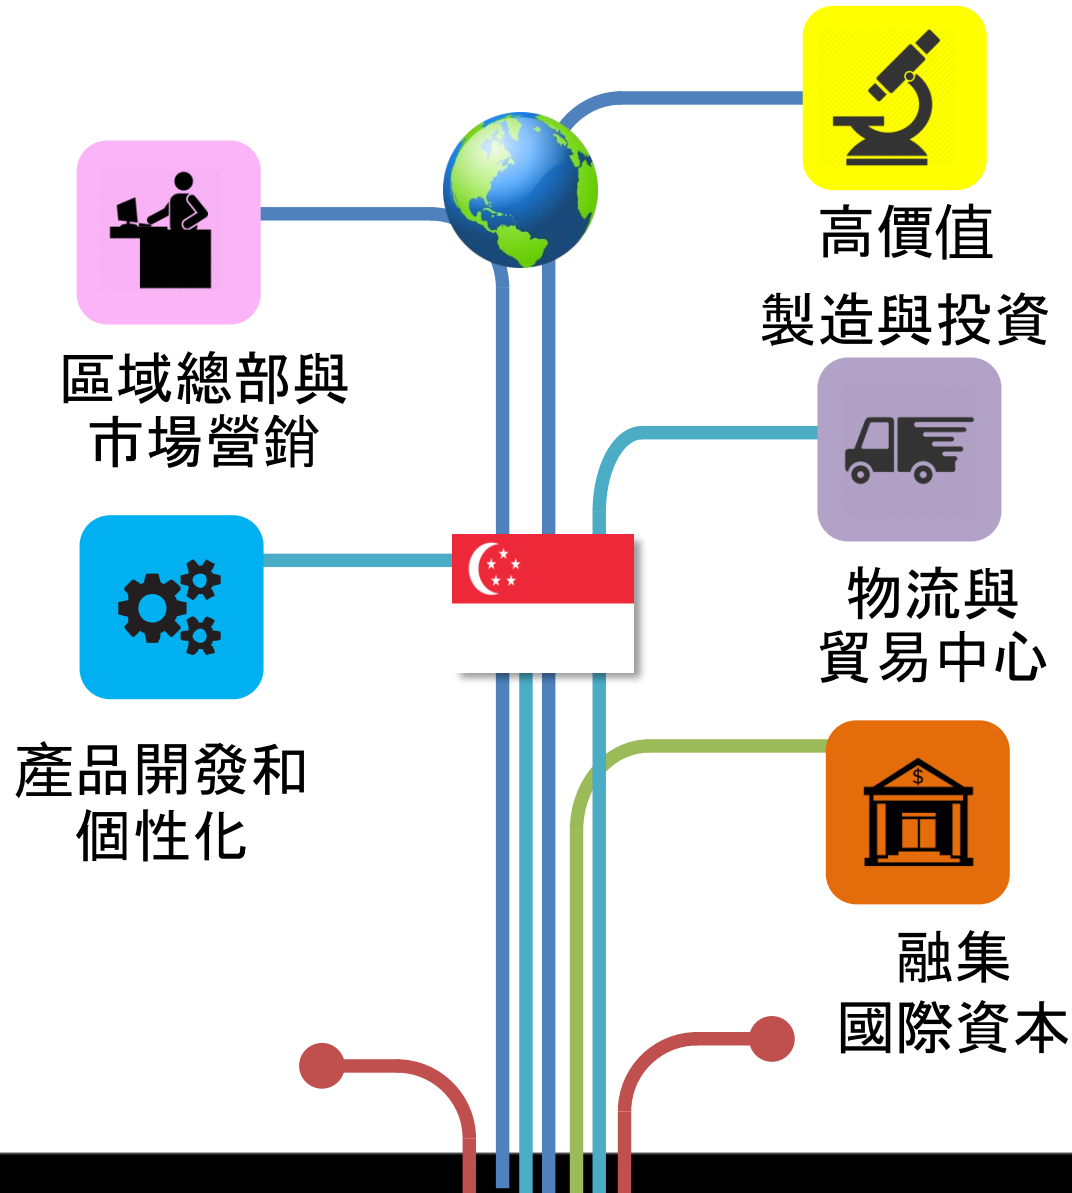 高價值
製造與投資
區域總部與
市場營銷
物流與
貿易中心
產品開發和
個性化
$
融集
國際資本